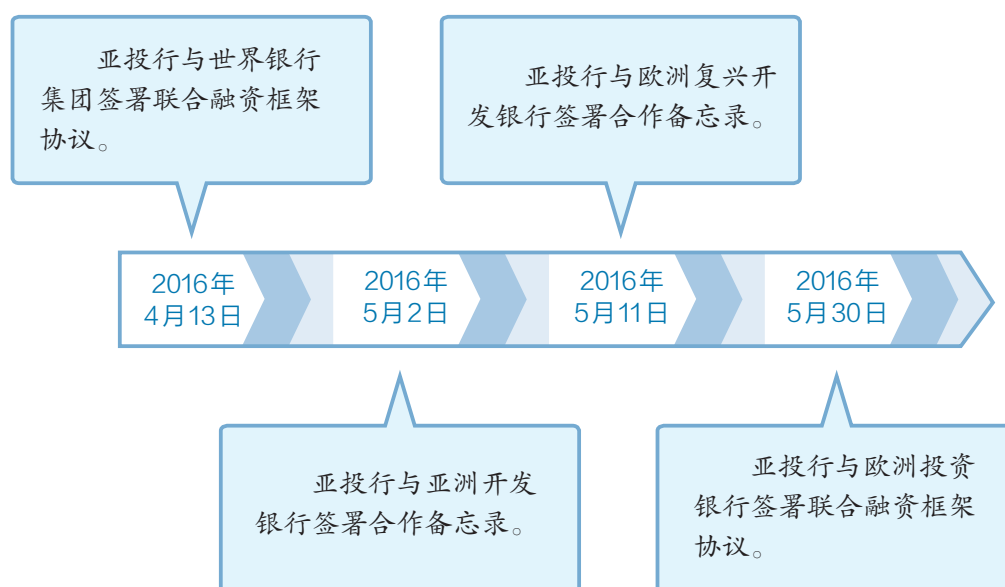 亚投行与世界银行
集团签署联合融资框架
协议。
亚投行与欧洲复兴开
发银行签署合作备忘录。
2016年
4月13日
2016年
5月2日
2016年
5月11日
2016年
5月30日
亚投行与亚洲开发
银行签署合作备忘录。
亚投行与欧洲投资
银行签署联合融资框架
协议。